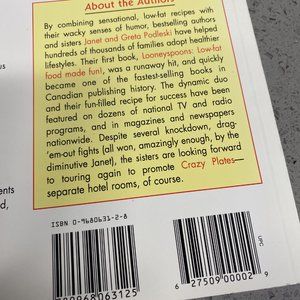 About the Authors
By combining sensational, low-fat recipes with
their wacky senses of humor, bestselling authors
and sisters Janet and Greta Podleski have helped
hundreds of thousands of families adopt healthier
lifestyles. Their first book, Looneyspoons: Low-fat
food made fun!, was a runaway hit, and quickly
became one of the fastest-selling books in
Canadian publishing history. The dynamic duo
and their fun-filled recipe for success have been
featured on dozens of national TV and radio
programs, and in magazines and newspapers
nationwide. Despite several knockdown, drag-
'em-out fights (all won, amazingly enough, by the
diminutive Janet), the sisters are looking forward
to touring again to promote Crazy Plates—
separate hotel rooms, of course.
us
ents
d,
ISBN 0-9680631-2-8
UPC
6 27509 00002 9